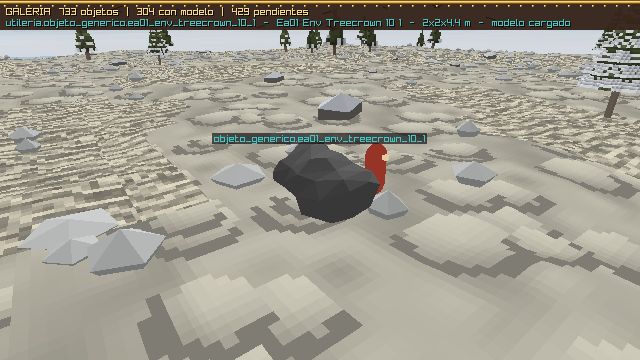 GALERIA 733 objetos | 304 con modelo | 429 pendientes
utileria.objeto_generico.ea01_env_treecrown_10_1 - Ea01 Env Treecrown 10 1 - 2x2x4.4 m - modelo cargado
objeto_generico.ea01_env_treecrown_10_1